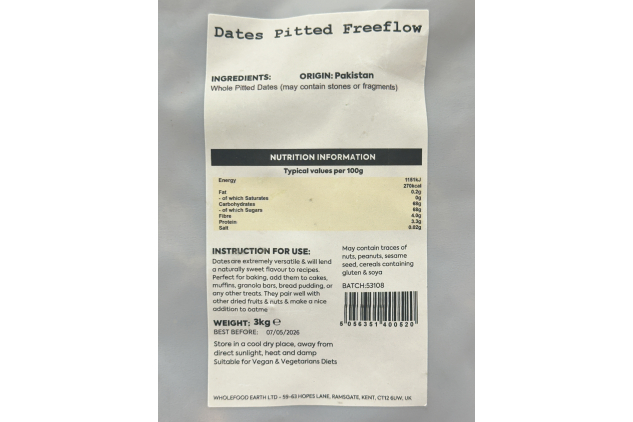 Dates Pitted Freeflow
INGREDIENTS: ORIGIN: Pakistan
Whole Pitted Dates (may contain stones or fragments)
NUTRITION INFORMATION
Typical values per 100g
Energy 1151kJ
270kcal
Fat 0.2g
- of which Saturates 0g
Carbohydrates 68g
- of which Sugars 68g
Fibre 4.0g
Protein 3.3g
Salt 0.02g
INSTRUCTION FOR USE:
Dates are extremely versatile & will lend
a naturally sweet flavour to recipes.
Perfect for baking, add them to cakes,
muffins, granola bars, bread pudding, or
any other treats. They pair well with
other dried fruits & nuts & make a nice
addition to oatme
May contain traces of
nuts, peanuts, sesame
seed, cereals containing
gluten & soya
BATCH:53108
5 056351 400520
WEIGHT: 3kg ℮
BEST BEFORE: 07/05/2026
Store in a cool dry place, away from
direct sunlight, heat and damp
Suitable for Vegan & Vegetarians Diets
WHOLEFOOD EARTH LTD - 59-63 HOPES LANE, RAMSGATE, KENT, CT12 6UW, UK